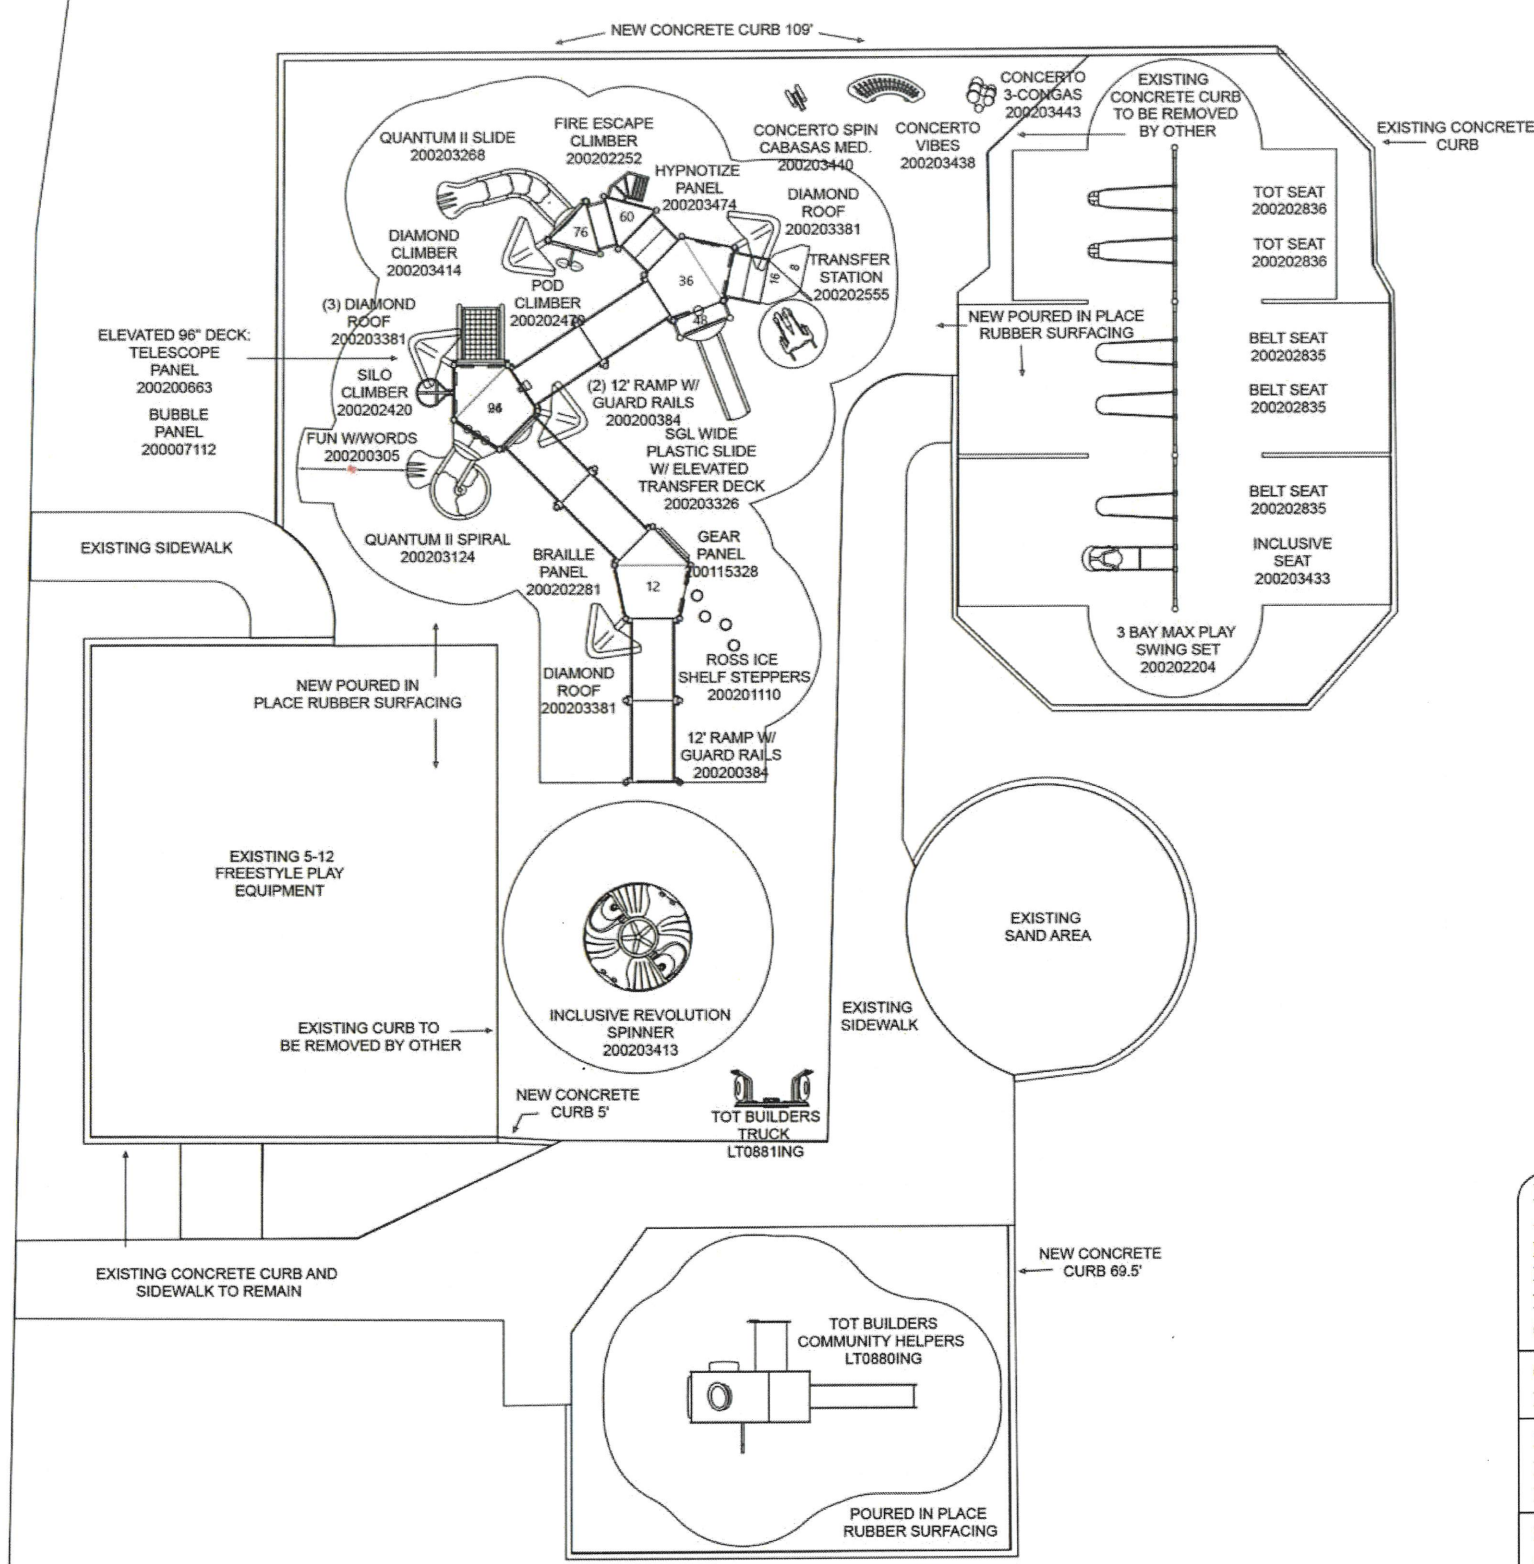 NEW CONCRETE CURB 109'
QUANTUM II SLIDE
200203268
FIRE ESCAPE
CLIMBER
200202252
CONCERTO SPIN
CABASAS MED.
200203440
CONCERTO
VIBES
200203438
CONCERTO
3-CONGAS
200203443
EXISTING
CONCRETE CURB
TO BE REMOVED
BY OTHER
EXISTING CONCRETE
CURB
HYPNOTIZE
PANEL
200203474
DIAMOND
ROOF
200203381
TRANSFER
STATION
200202555
DIAMOND
CLIMBER
200203414
POD
CLIMBER
76
60
36
48
16
8
(3) DIAMOND
ROOF
200203381
ELEVATED 96" DECK:
TELESCOPE
PANEL
200200663
BUBBLE
PANEL
200007112
SILO
CLIMBER
200202420
FUN W/WORDS
200200305
(2) 12' RAMP W/
GUARD RAILS
200200384
SGL WIDE
PLASTIC SLIDE
W/ ELEVATED
TRANSFER DECK
200203326
NEW POURED IN PLACE
RUBBER SURFACING
TOT SEAT
200202836
TOT SEAT
200202836
BELT SEAT
200202835
BELT SEAT
200202835
BELT SEAT
200202835
INCLUSIVE
SEAT
200203433
3 BAY MAX PLAY
SWING SET
200202204
EXISTING SIDEWALK
QUANTUM II SPIRAL
200203124
BRAILLE
PANEL
200202281
GEAR
PANEL
200115328
12
ROSS ICE
SHELF STEPPERS
200201110
DIAMOND
ROOF
200203381
12' RAMP W/
GUARD RAILS
200200384
NEW POURED IN
PLACE RUBBER SURFACING
EXISTING 5-12
FREESTYLE PLAY
EQUIPMENT
EXISTING
SAND AREA
INCLUSIVE REVOLUTION
SPINNER
200203413
EXISTING
SIDEWALK
EXISTING CURB TO
BE REMOVED BY OTHER
NEW CONCRETE
CURB 5'
TOT BUILDERS
TRUCK
LT0881ING
EXISTING CONCRETE CURB AND
SIDEWALK TO REMAIN
NEW CONCRETE
CURB 69.5'
TOT BUILDERS
COMMUNITY HELPERS
LT0880ING
POURED IN PLACE
RUBBER SURFACING